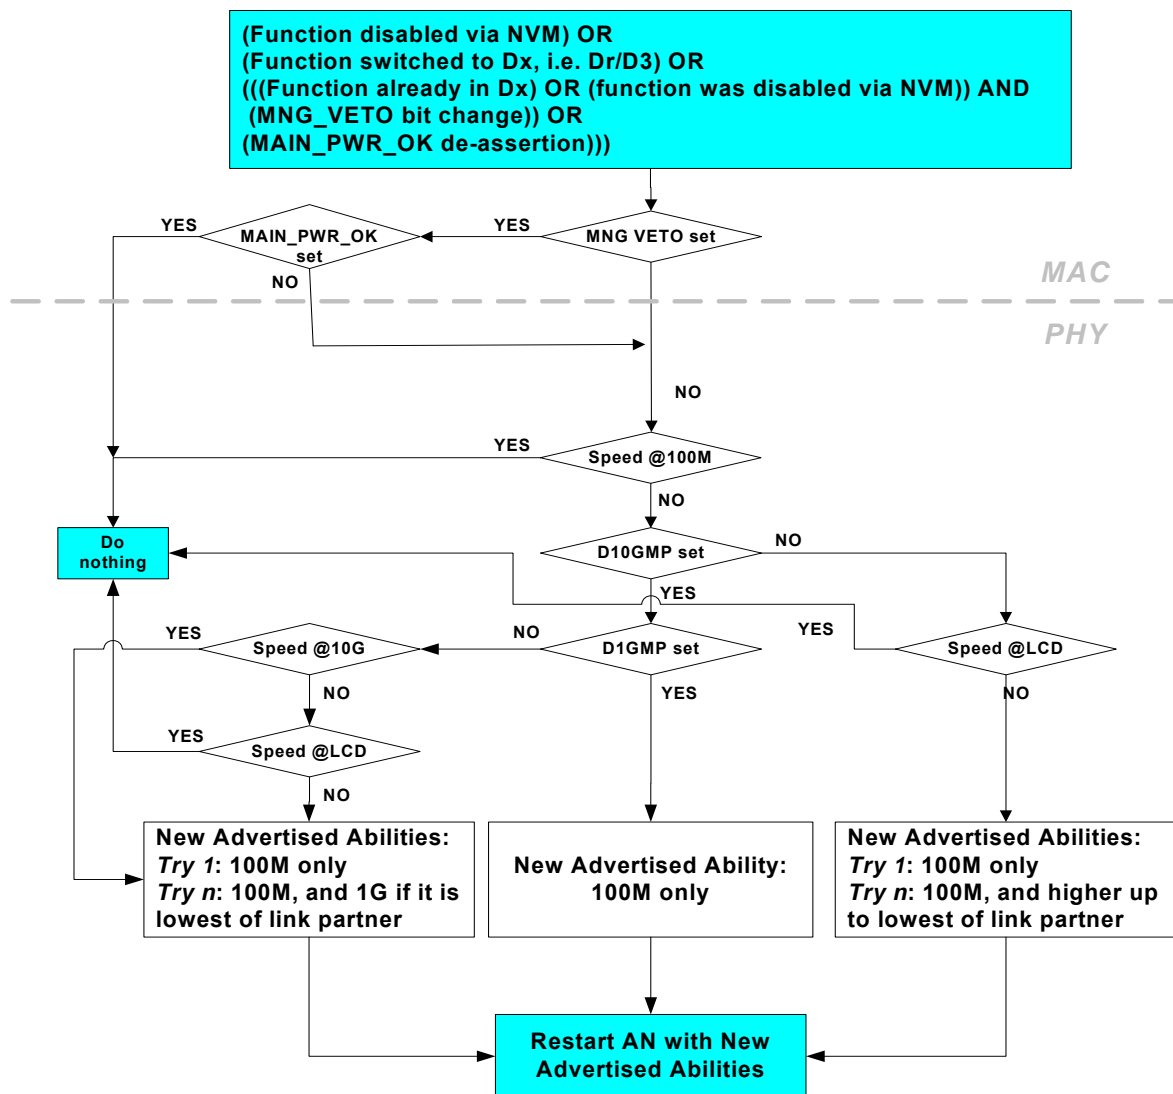 (Function disabled via NVM) OR
(Function switched to Dx, i.e. Dr/D3) OR
(((Function already in Dx) OR (function was disabled via NVM)) AND
(MNG_VETO bit change)) OR
(MAIN_PWR_OK de-assertion)))
YES
MAIN_PWR_OK
set
YES
MNG VETO set
NO
MAC
PHY
NO
YES
Speed @100M
NO
Do
nothing
D10GMP set
NO
YES
YES
Speed @10G
NO
D1GMP set
YES
Speed @LCD
NO
YES
NO
YES
Speed @LCD
NO
New Advertised Abilities:
Try 1: 100M only
Try n: 100M, and 1G if it is
lowest of link partner
New Advertised Ability:
100M only
New Advertised Abilities:
Try 1: 100M only
Try n: 100M, and higher up
to lowest of link partner
Restart AN with New
Advertised Abilities